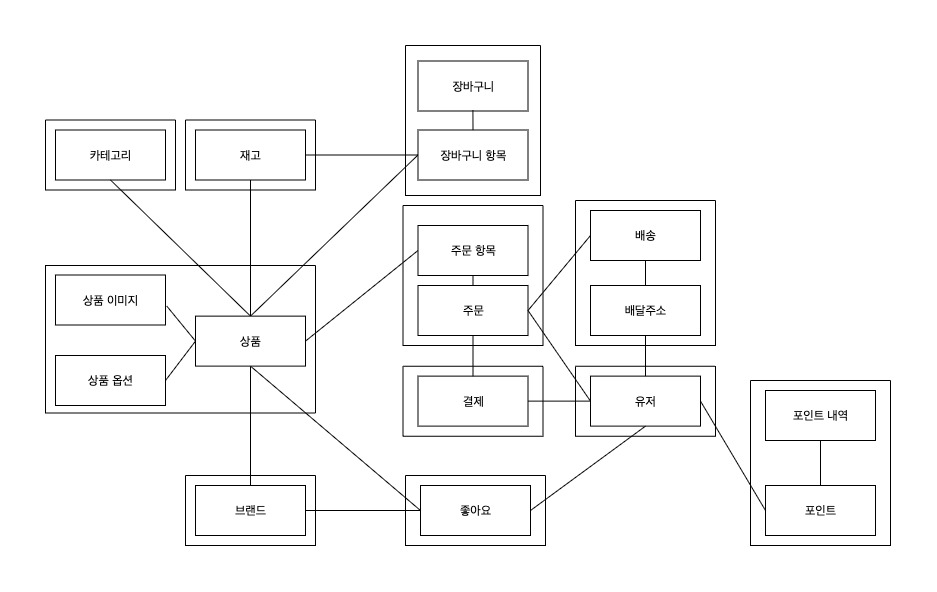 장바구니
카테고리
재고
장바구니 항목
배송
주문 항목
상품 이미지
주문
배달주소
상품
상품 옵션
결제
유저
포인트 내역
브랜드
좋아요
포인트